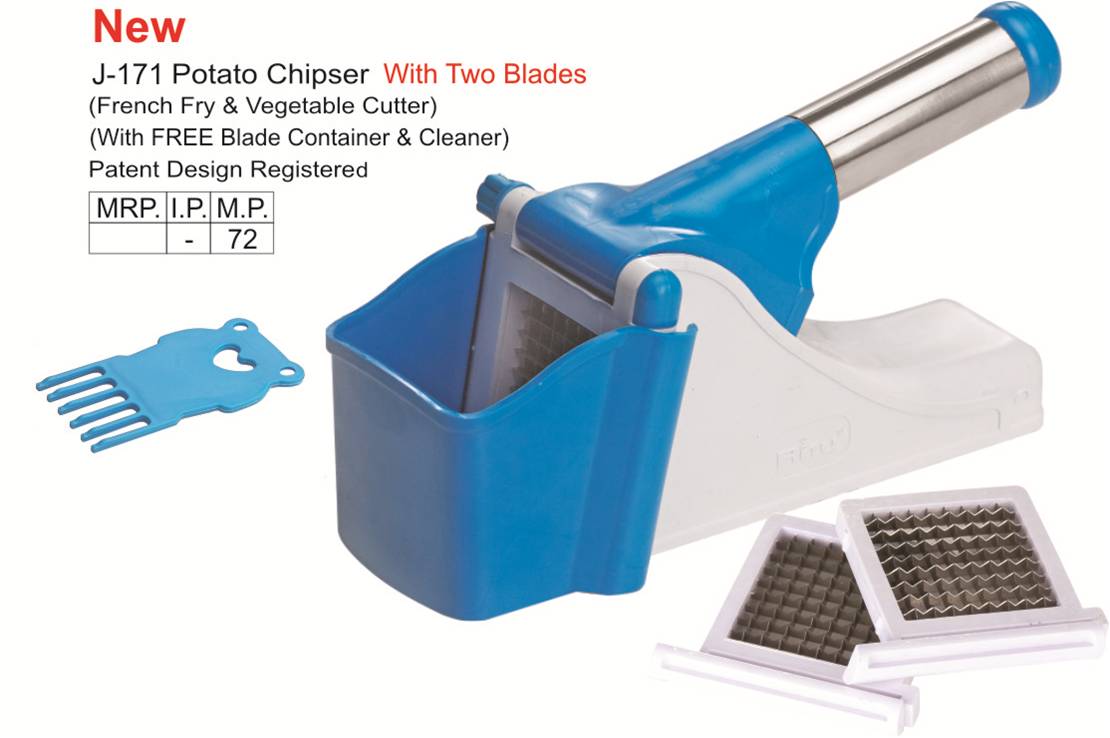 New
J-171 Potato Chipser With Two Blades
(French Fry & Vegetable Cutter)
(With FREE Blade Container & Cleaner)
Patent Design Registered
MRP. I.P. M.P.
- 72